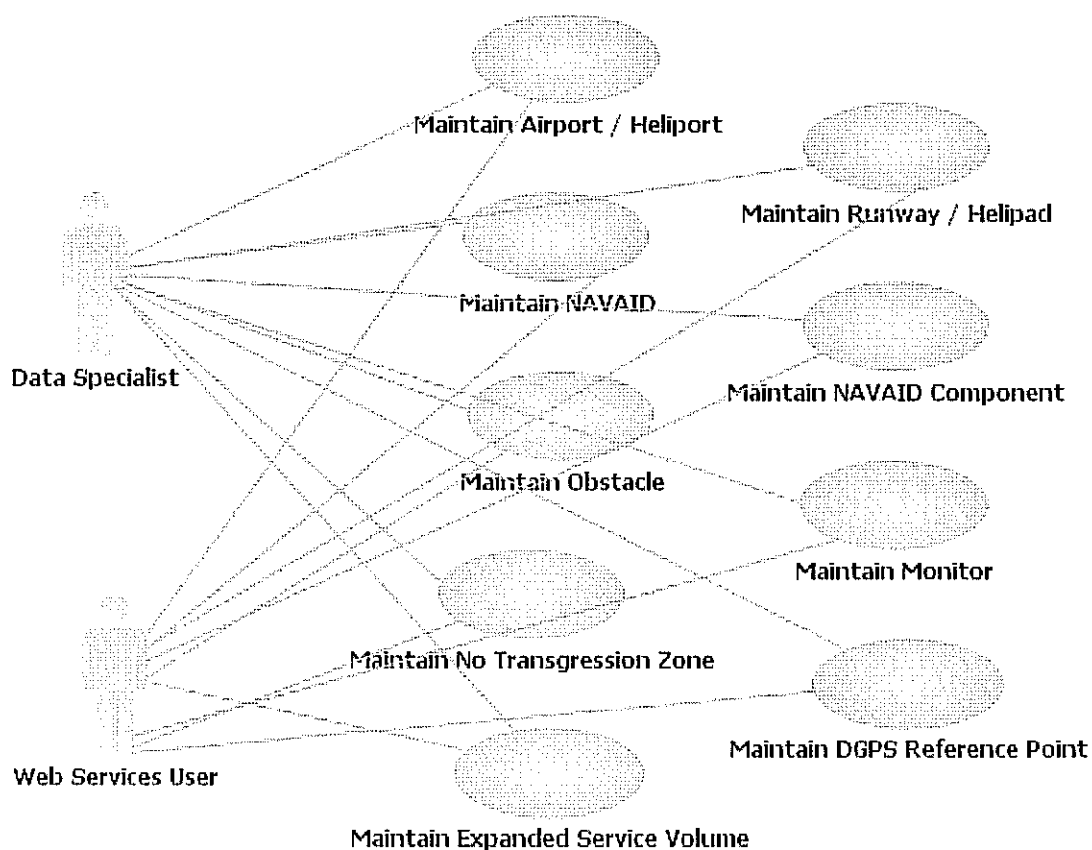 Maintain Airport / Heliport
Maintain Runway / Helipad
Maintain NAVAID
Data Specialist
Maintain NAVAID Component
Maintain Obstacle
Maintain Monitor
Maintain No Transgression Zone
Maintain DGPS Reference Point
Web Services User
Maintain Expanded Service Volume